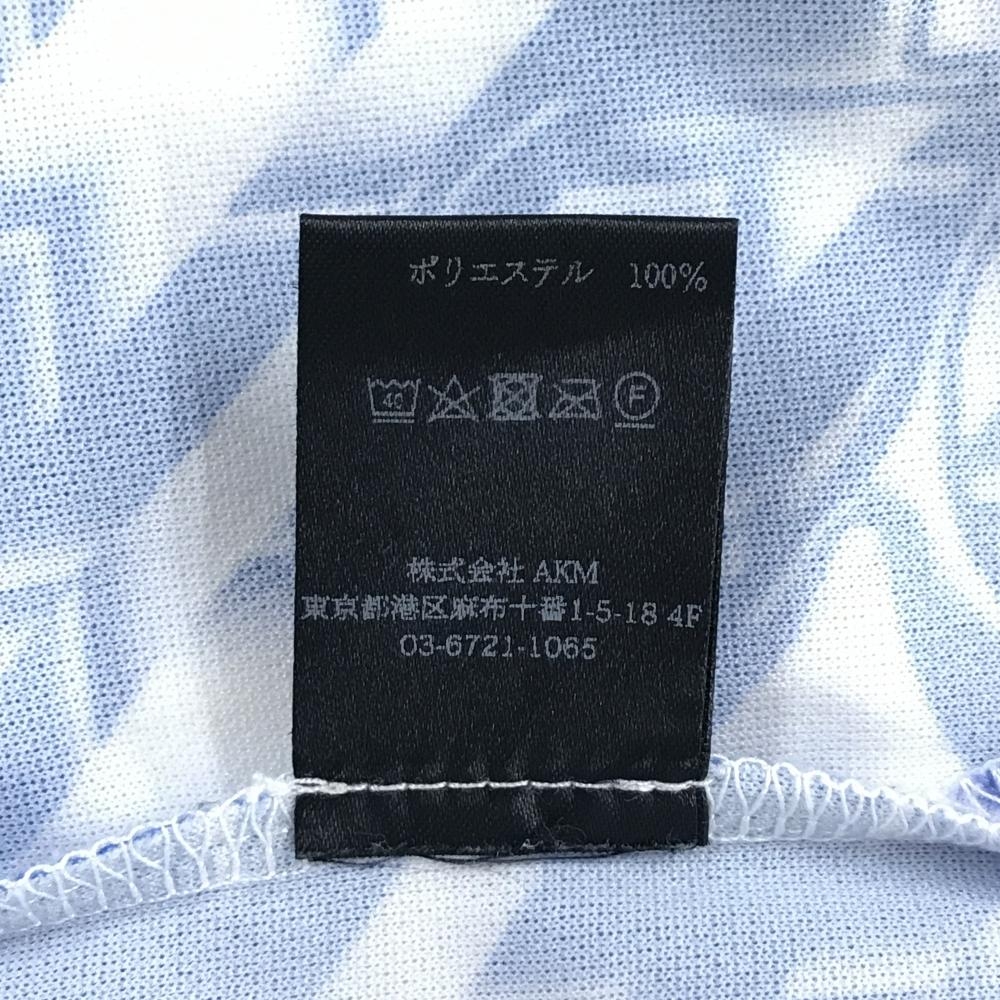 ポリエステル 100%
40
F
株式会社 AKM
東京都港区麻布十番1-5-18 4F
03-6721-1065